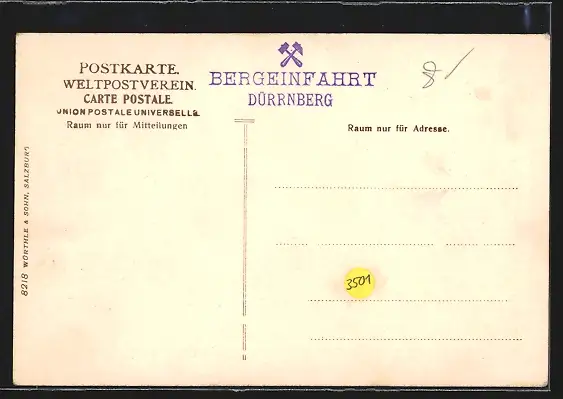 POSTKARTE.
WELTPOSTVEREIN.
CARTE POSTALE.
UNION POSTALE UNIVERSELLE.
Raum nur für Mitteilungen
BERGEINFAHRT
DÜRRNBERG
Raum nur für Adresse.
3501
8218 WÜRTHLE & SOHN, SALZBURG